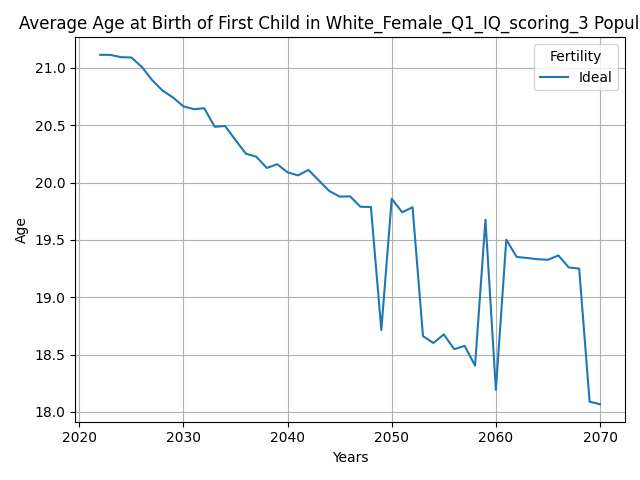 Average Age at Birth of First Child in White_Female_Q1_IQ_scoring_3 Popul
Fertility
Ideal
21.0
20.5
20.0
19.5
19.0
18.5
18.0
Age
2020 2030 2040 2050 2060 2070
Years